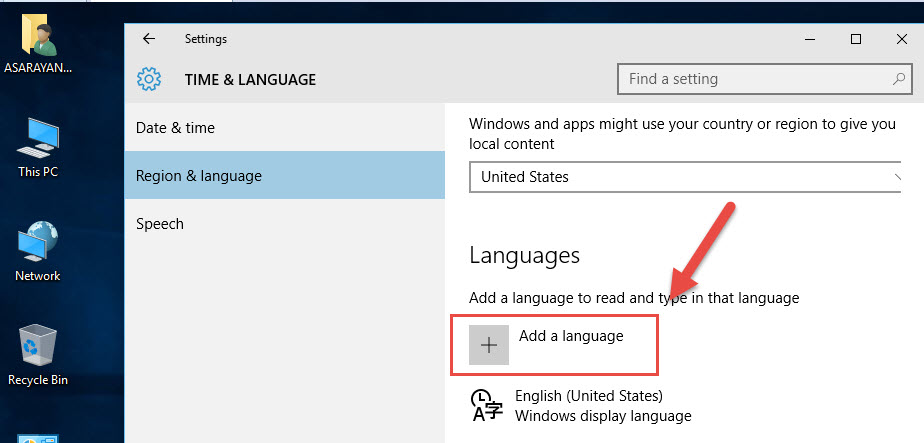 ASARAYAN...
This PC
Network
Recycle Bin
Settings
TIME & LANGUAGE
Find a setting
Date & time
Region & language
Speech
Windows and apps might use your country or region to give you
local content
United States
Languages
Add a language to read and type in that language
Add a language
A字
English (United States)
Windows display language